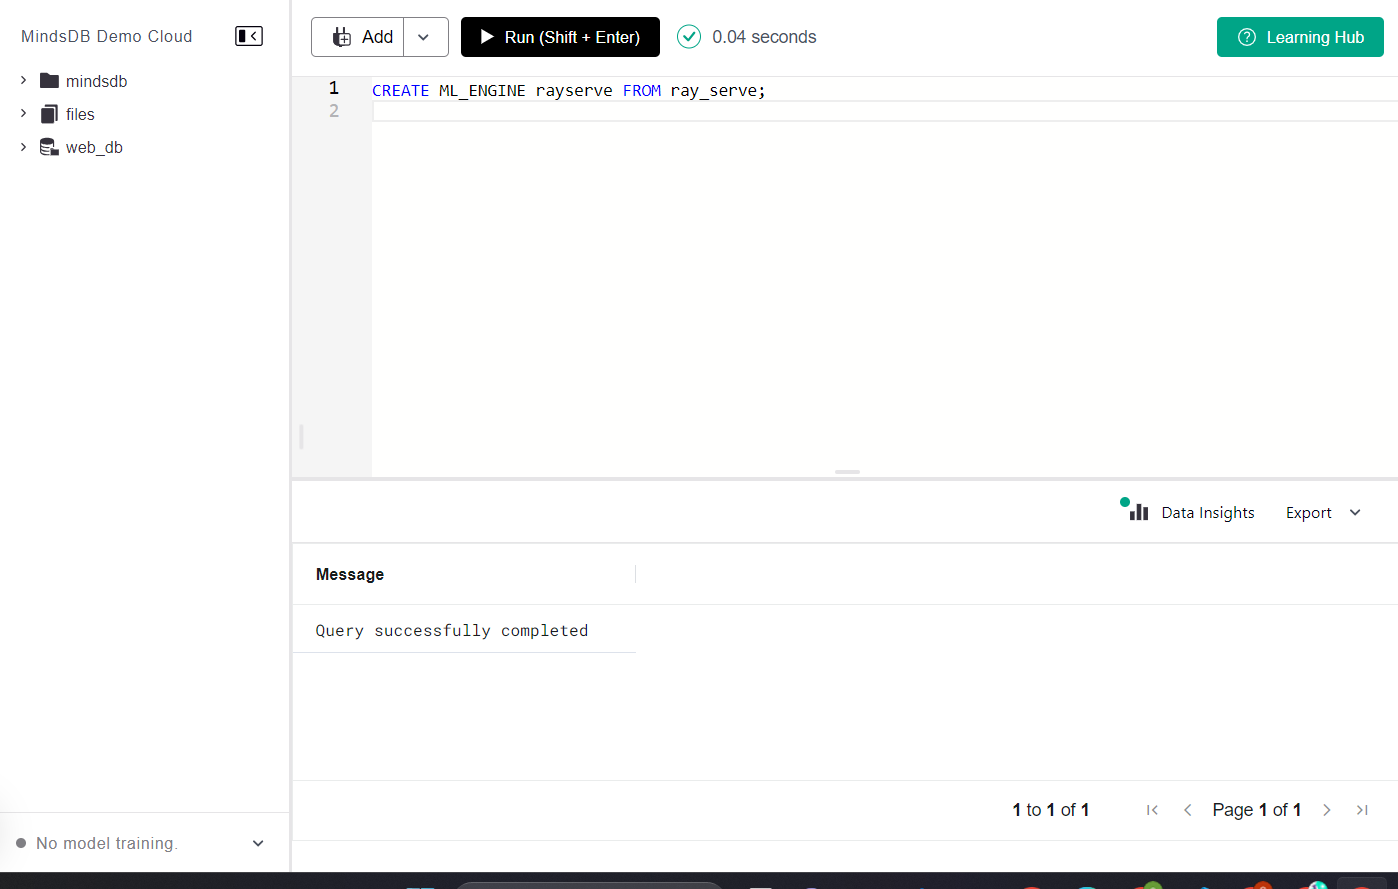 MindsDB Demo Cloud
mindsdb
files
web_db
No model training.
Add
Run (Shift + Enter)
0.04 seconds
Learning Hub
1 CREATE ML_ENGINE rayserve FROM ray_serve;
2
Data Insights
Export
Message
Query successfully completed
1 to 1 of 1
Page 1 of 1